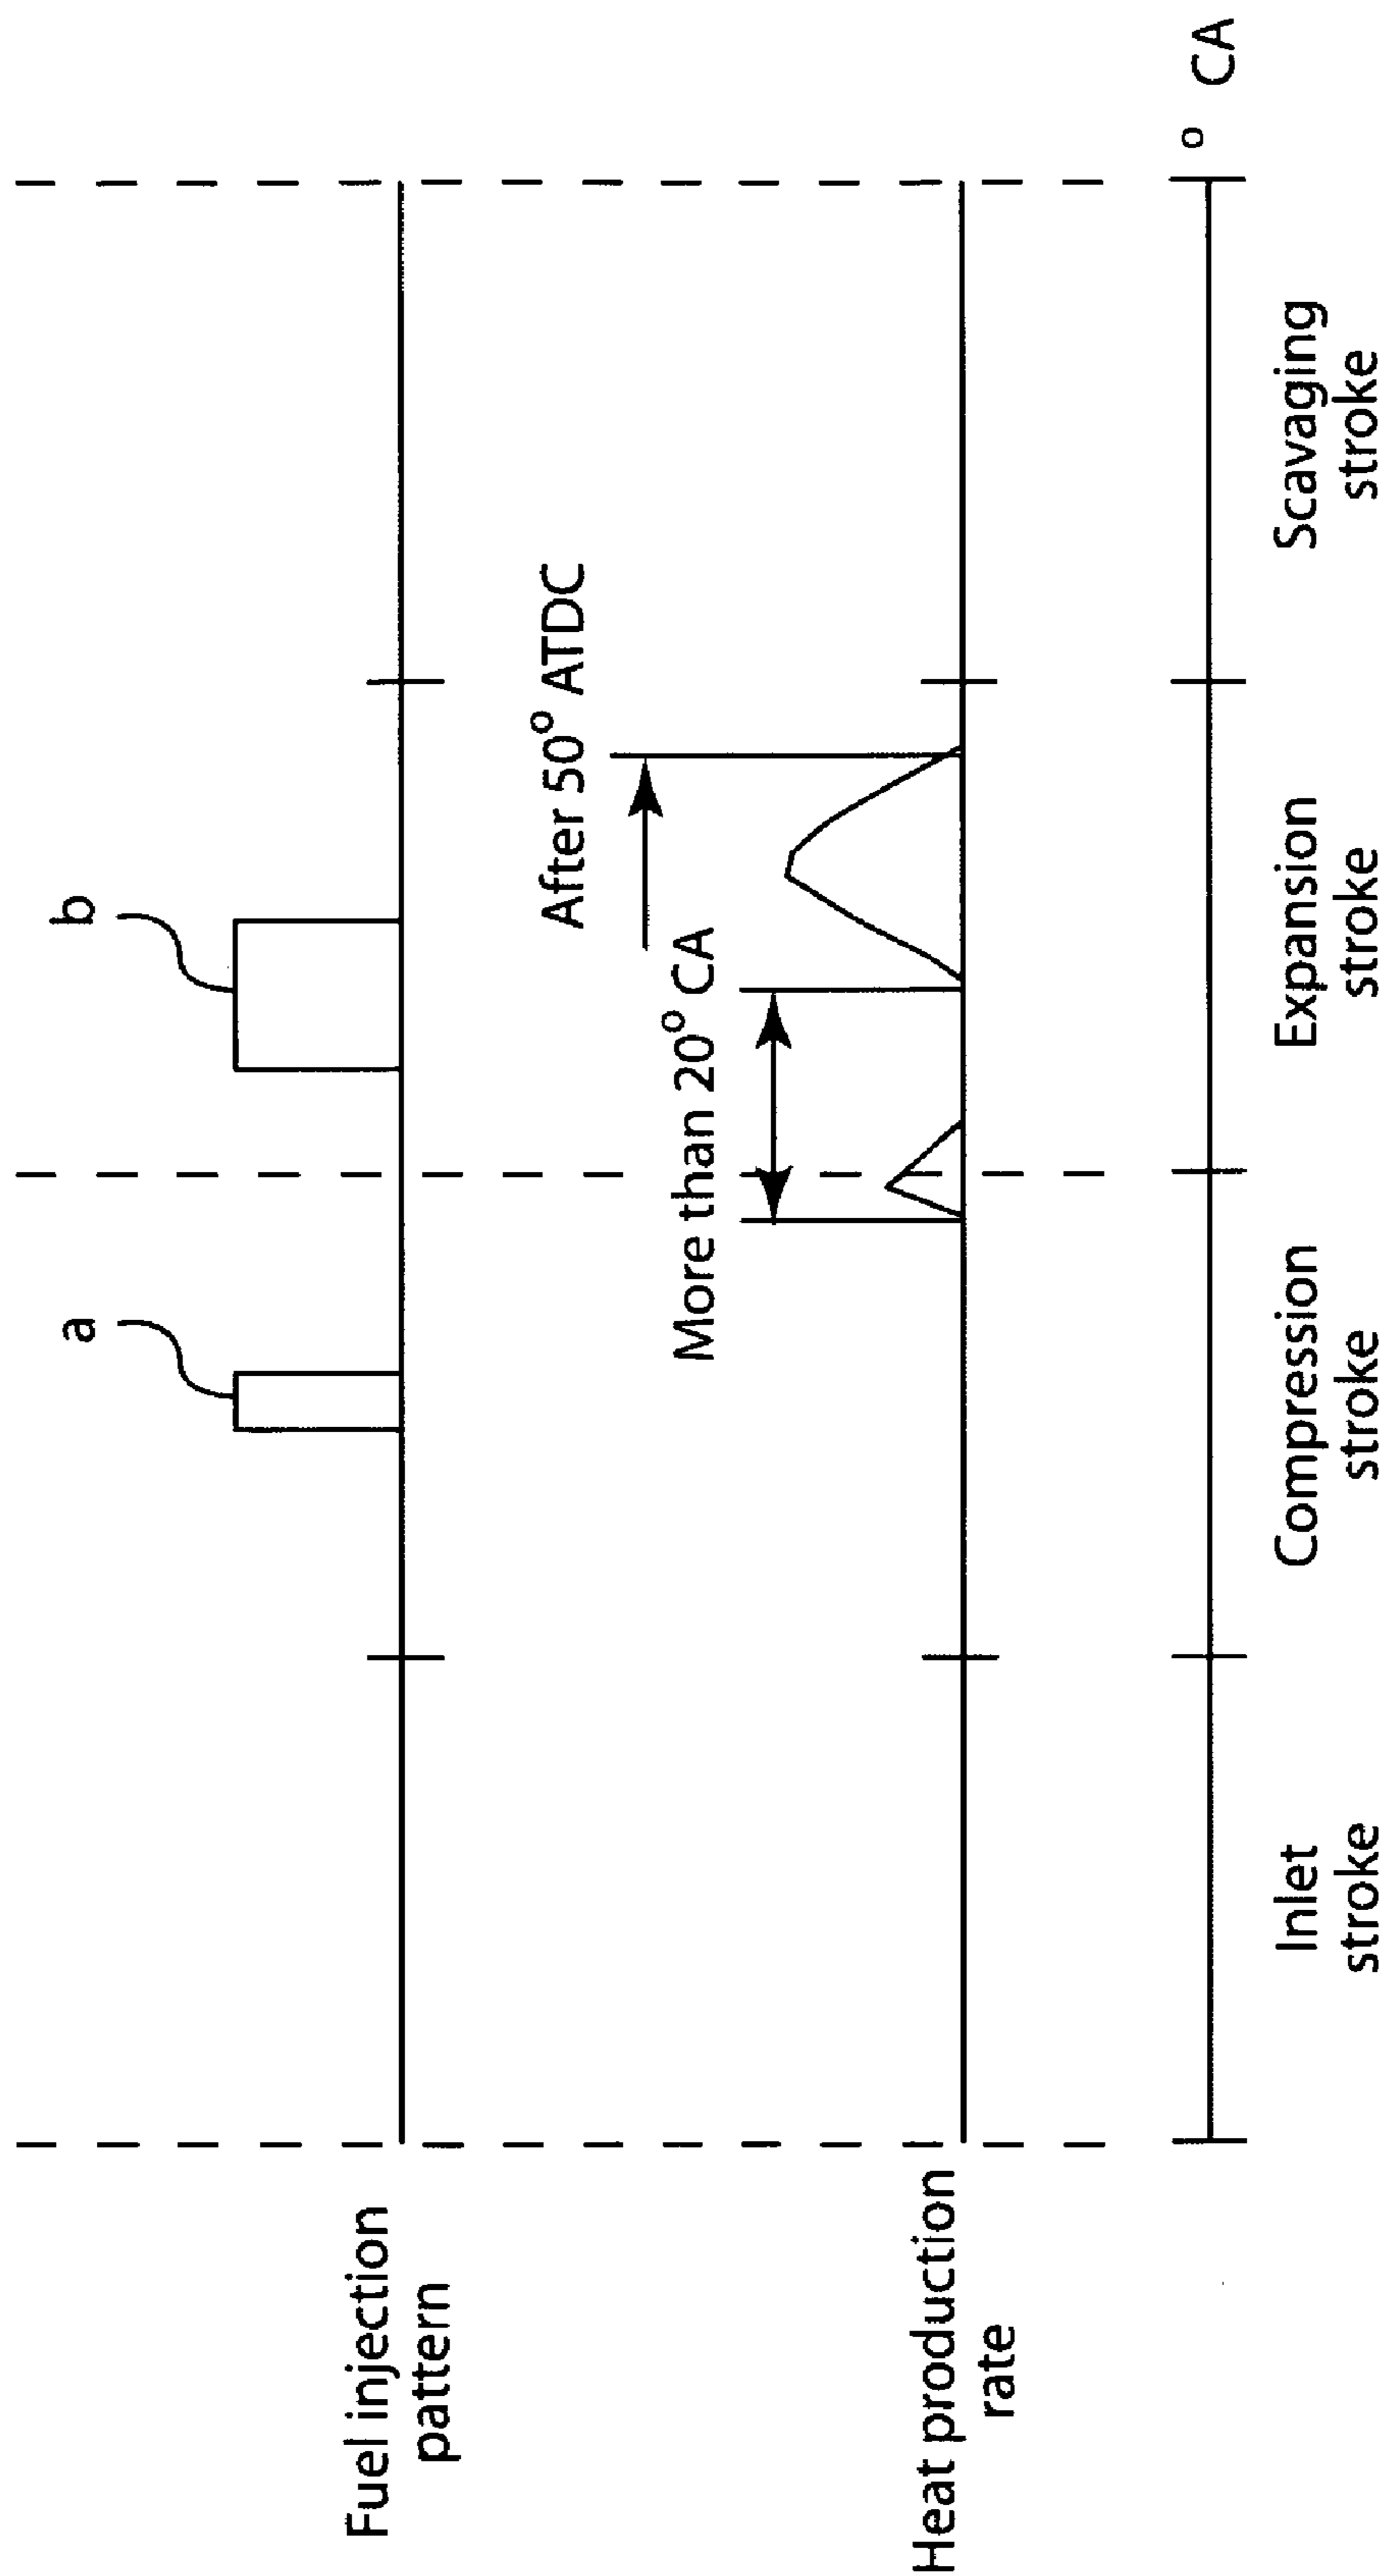 a
b
Fuel injection
pattern
After 50° ATDC
More than 20° CA
Heat production
rate
° CA
Inlet
stroke
Compression
stroke
Expansion
stroke
Scavaging
stroke